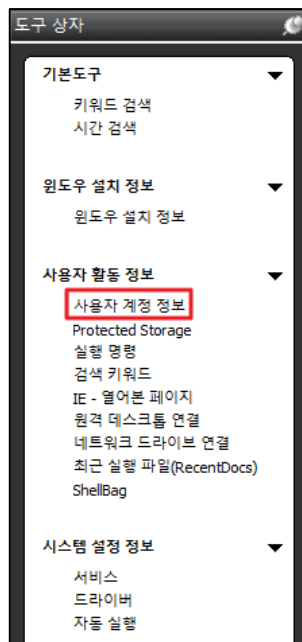 도구 상자
기본도구
키워드 검색
시간 검색
윈도우 설치 정보
윈도우 설치 정보
사용자 활동 정보
사용자 계정 정보
Protected Storage
실행 명령
검색 키워드
IE - 열어본 페이지
원격 데스크톱 연결
네트워크 드라이브 연결
최근 실행 파일(RecentDocs)
ShellBag
시스템 설정 정보
서비스
드라이버
자동 실행